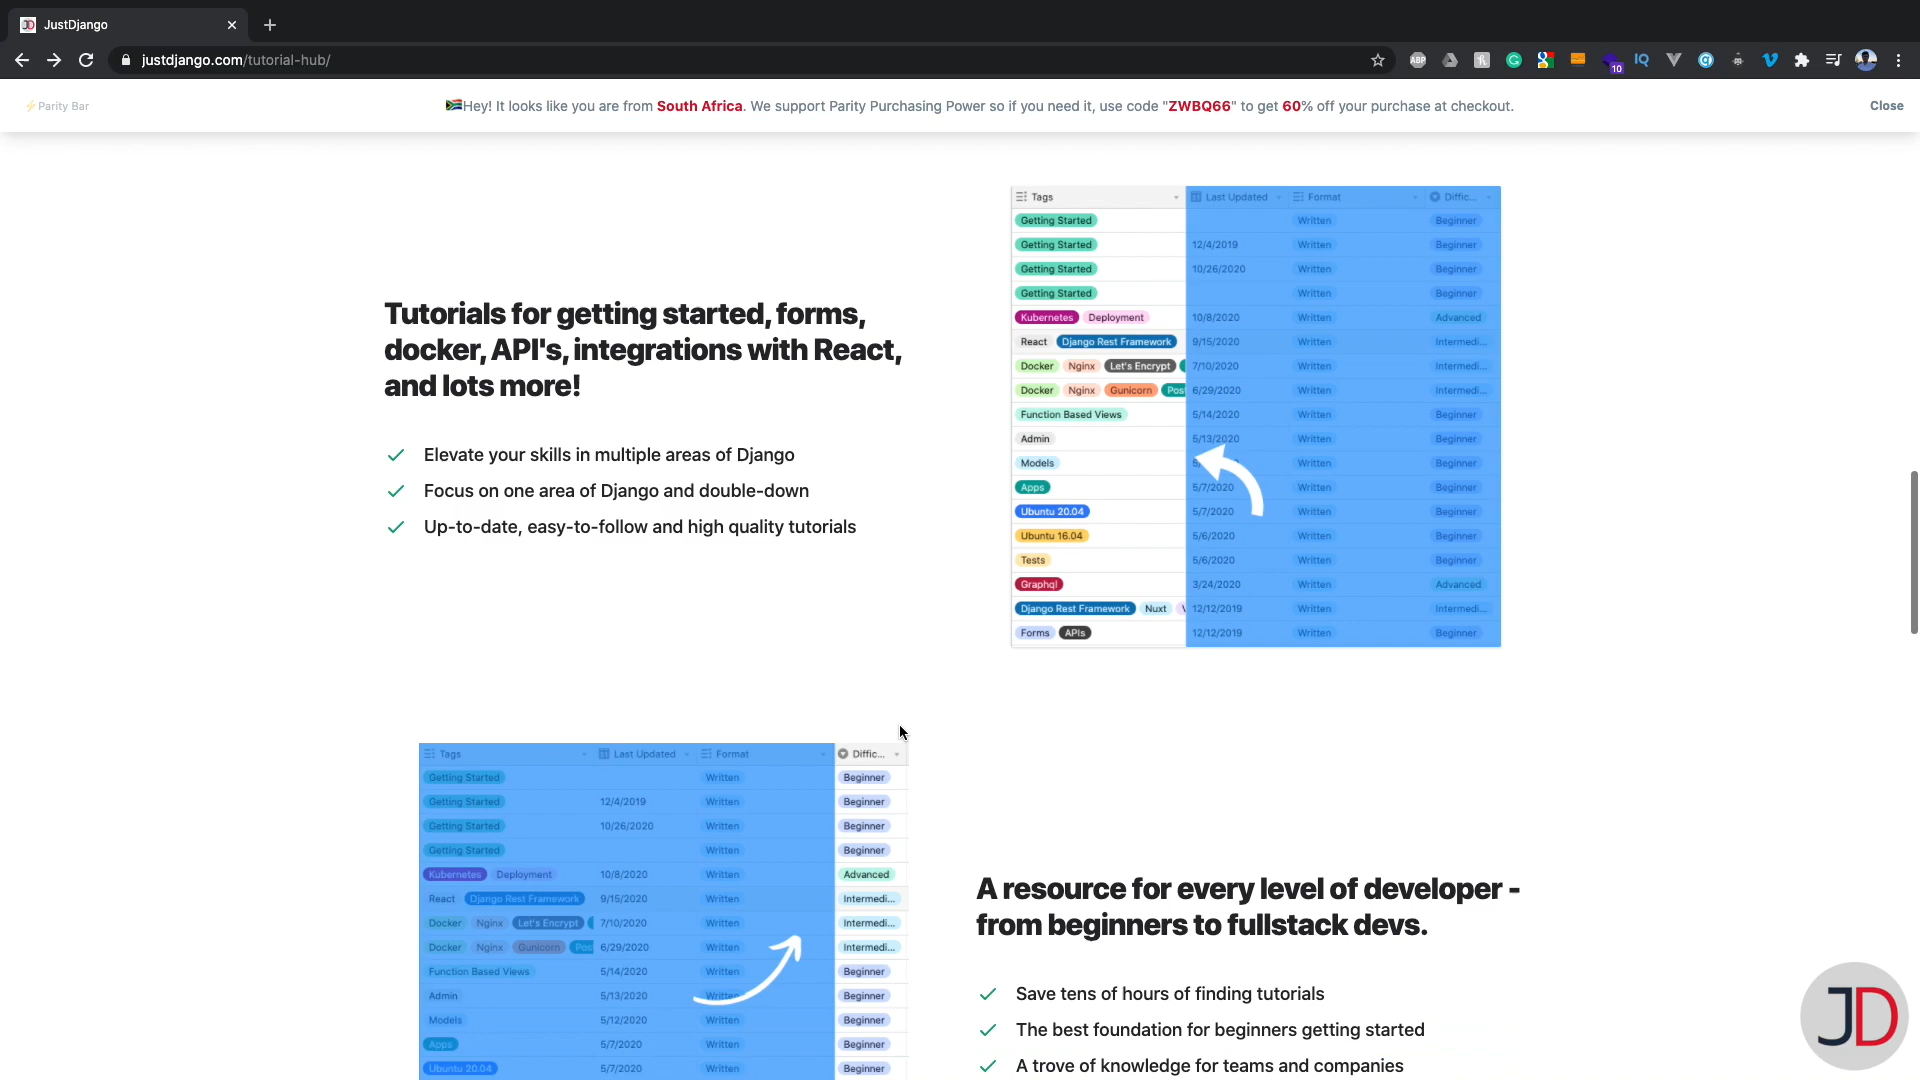 JustDjango
justdjango.com/tutorial-hub/
ABP
10
IQ
⚡Parity Bar
Hey! It looks like you are from South Africa. We support Parity Purchasing Power so if you need it, use code "ZWBQ66" to get 60% off your purchase at checkout.
Close
Tutorials for getting started, forms,
docker, API's, integrations with React,
and lots more!
Elevate your skills in multiple areas of Django
Focus on one area of Django and double-down
Up-to-date, easy-to-follow and high quality tutorials
Tags Last Updated Format Diffic...
Getting Started Written Beginner
Getting Started 12/4/2019 Written Beginner
Getting Started 10/26/2020 Written Beginner
Getting Started Written Beginner
Kubernetes Deployment 10/8/2020 Written Advanced
React Django Rest Framework 9/15/2020 Written Intermedi...
Docker Nginx Let's Encrypt 7/10/2020 Written Intermedi...
Docker Nginx Gunicorn Post 6/29/2020 Written Intermedi...
Function Based Views 5/14/2020 Written Beginner
Admin 5/13/2020 Written Beginner
Models Written Beginner
Apps 5/7/2020 Written Beginner
Ubuntu 20.04 5/7/2020 Written Beginner
Ubuntu 16.04 5/6/2020 Written Beginner
Tests 5/6/2020 Written Beginner
Graphql 3/24/2020 Written Advanced
Django Rest Framework Nuxt 12/12/2019 Written Intermedi...
Forms APIs 12/12/2019 Written Beginner
Tags Last Updated Format Diffic...
Getting Started Written Beginner
Getting Started 12/4/2019 Written Beginner
Getting Started 10/26/2020 Written Beginner
Getting Started Written Beginner
Kubernetes Deployment 10/8/2020 Written Advanced
React Django Rest Framework 9/15/2020 Written Intermedi...
Docker Nginx Let's Encrypt 7/10/2020 Written Intermedi...
Docker Nginx Gunicorn Pos 6/29/2020 Written Intermedi...
Function Based Views 5/14/2020 Written Beginner
Admin 5/13/2020 Written Beginner
Models 5/12/2020 Written Beginner
Apps 5/7/2020 Written Beginner
Ubuntu 20.04 5/7/2020 Written Beginner
A resource for every level of developer -
from beginners to fullstack devs.
Save tens of hours of finding tutorials
The best foundation for beginners getting started
A trove of knowledge for teams and companies
JD